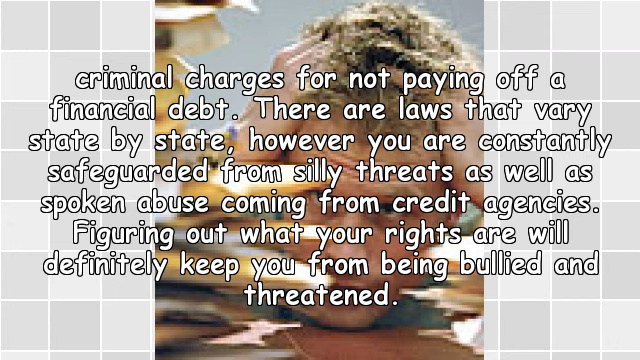 criminal charges for not paying off a
financial debt. There are laws that vary
state by state, however you are constantly
safeguarded from silly threats as well as
spoken abuse coming from credit agencies.
Figuring out what your rights are will
definitely keep you from being bullied and
threatened.